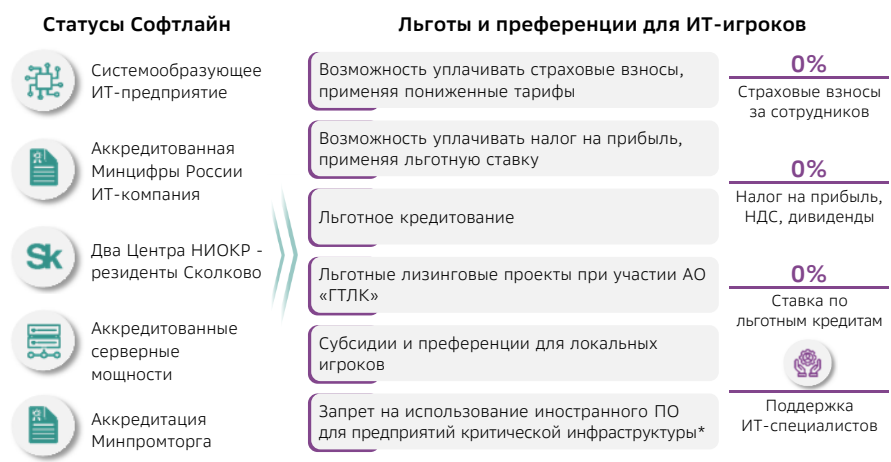 Статусы Софтлайн
Системообразующее
ИТ-предприятие
Аккредитованная
Минцифры России
ИТ-компания
Sk
Два Центра НИОКР -
резиденты Сколково
Аккредитованные
серверные
мощности
Аккредитация
Минпромторга
Льготы и преференции для ИТ-игроков
Возможность уплачивать страховые взносы,
применяя пониженные тарифы
Возможность уплачивать налог на прибыль,
применяя льготную ставку
Льготное кредитование
Льготные лизинговые проекты при участии АО
«ГТЛК»
Субсидии и преференции для локальных
игроков
Запрет на использование иностранного ПО
для предприятий критической инфраструктуры*
0%
Страховые взносы
за сотрудников
0%
Налог на прибыль,
НДС, дивиденды
0%
Ставка по
льготным кредитам
Поддержка
ИТ-специалистов